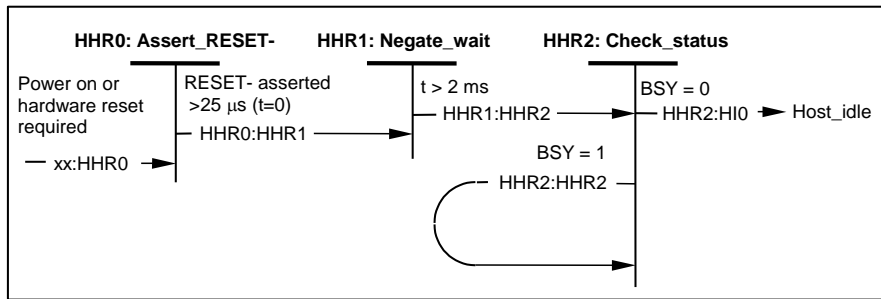 HHR0: Assert_RESET-
HHR1: Negate_wait
HHR2: Check_status
Power on or
hardware reset
required
xx:HHR0
RESET- asserted
>25 μs (t=0)
HHR0:HHR1
t > 2 ms
HHR1:HHR2
BSY = 0
HHR2:HI0
Host_idle
BSY = 1
HHR2:HHR2